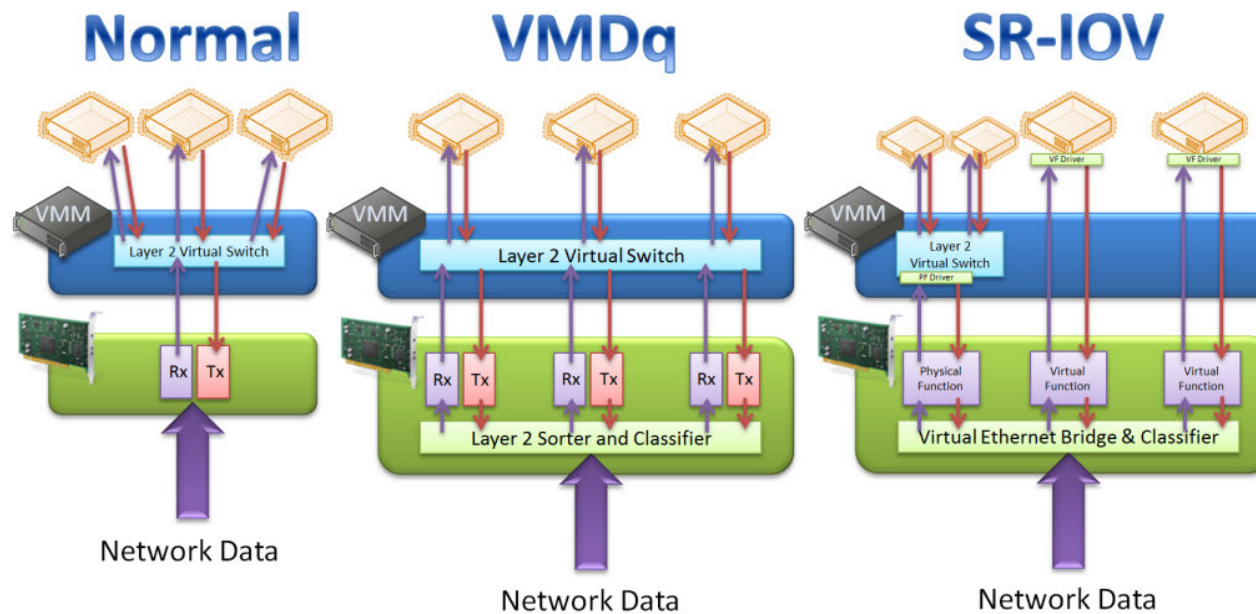 Normal
VMM
Layer 2 Virtual Switch
Rx
Tx
Network Data
VMDq
VMM
Layer 2 Virtual Switch
Rx
Tx
Rx
Tx
Rx
Tx
Layer 2 Sorter and Classifier
Network Data
SR-IOV
VF Driver
VF Driver
VMM
Layer 2
Virtual Switch
PF Driver
Physical
Function
Virtual
Function
Virtual
Function
Virtual Ethernet Bridge & Classifier
Network Data